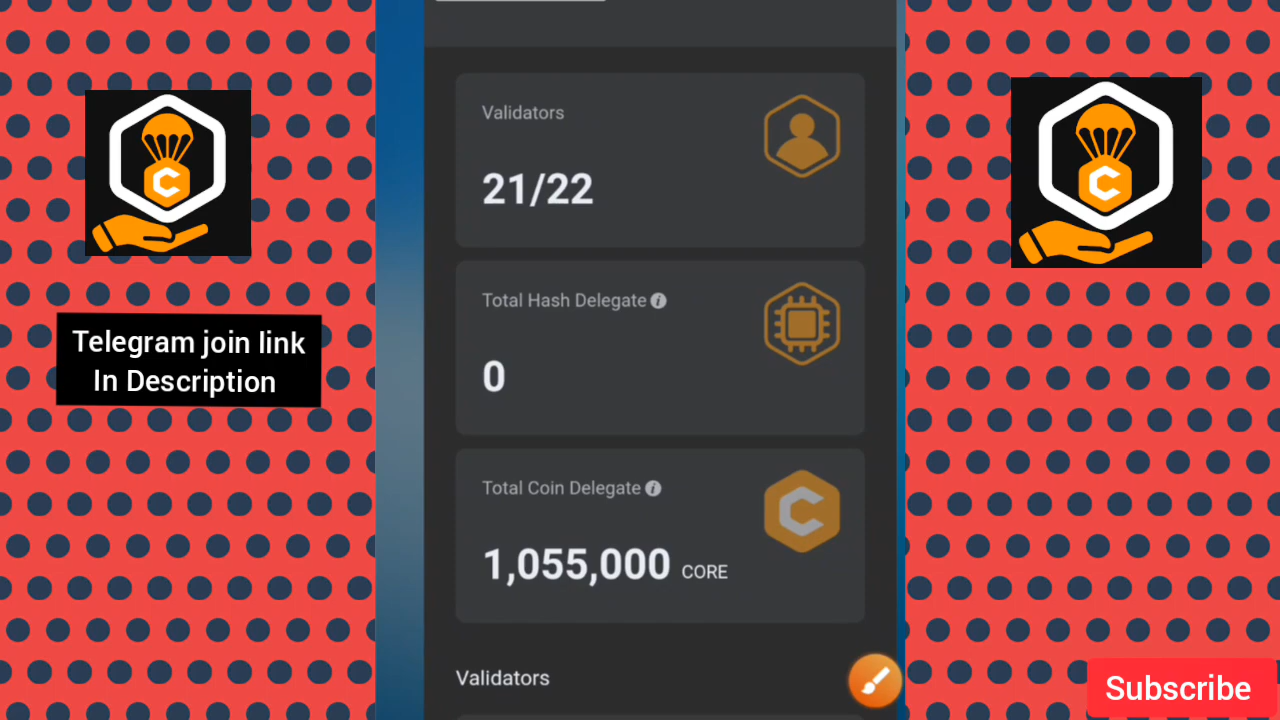 Validators
21/22
Total Hash Delegate
0
Total Coin Delegate
1,055,000 CORE
Validators
Telegram join link
In Description
Subscribe